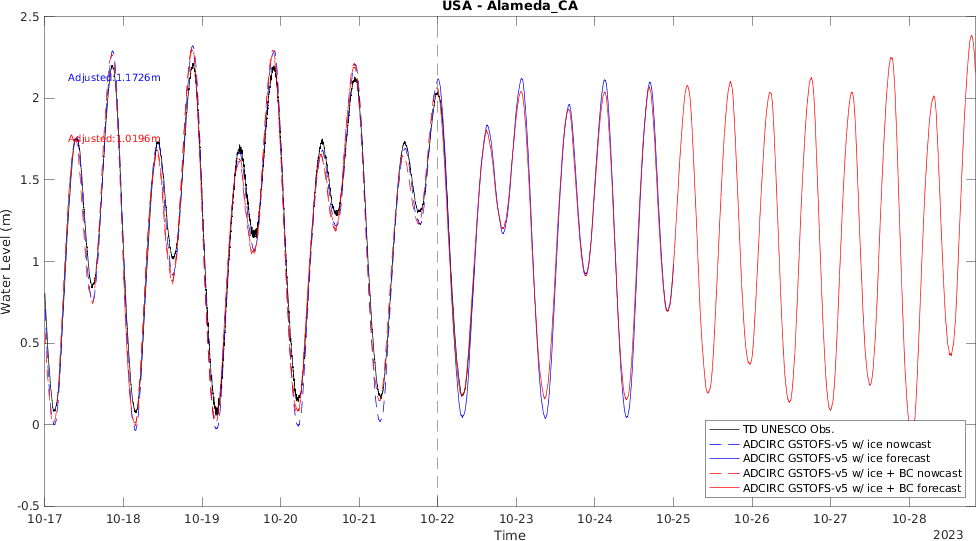 USA - Alameda_CA
2.5
2
1.5
1
0.5
0
-0.5
Water Level (m)
Adjusted:1.1726m
Adjusted:1.0196m
TD UNESCO Obs.
ADCIRC GSTOFS-v5 w/ ice nowcast
ADCIRC GSTOFS-v5 w/ ice forecast
ADCIRC GSTOFS-v5 w/ ice + BC nowcast
ADCIRC GSTOFS-v5 w/ ice + BC forecast
10-17 10-18 10-19 10-20 10-21 10-22 10-23 10-24 10-25 10-26 10-27 10-28
Time
2023